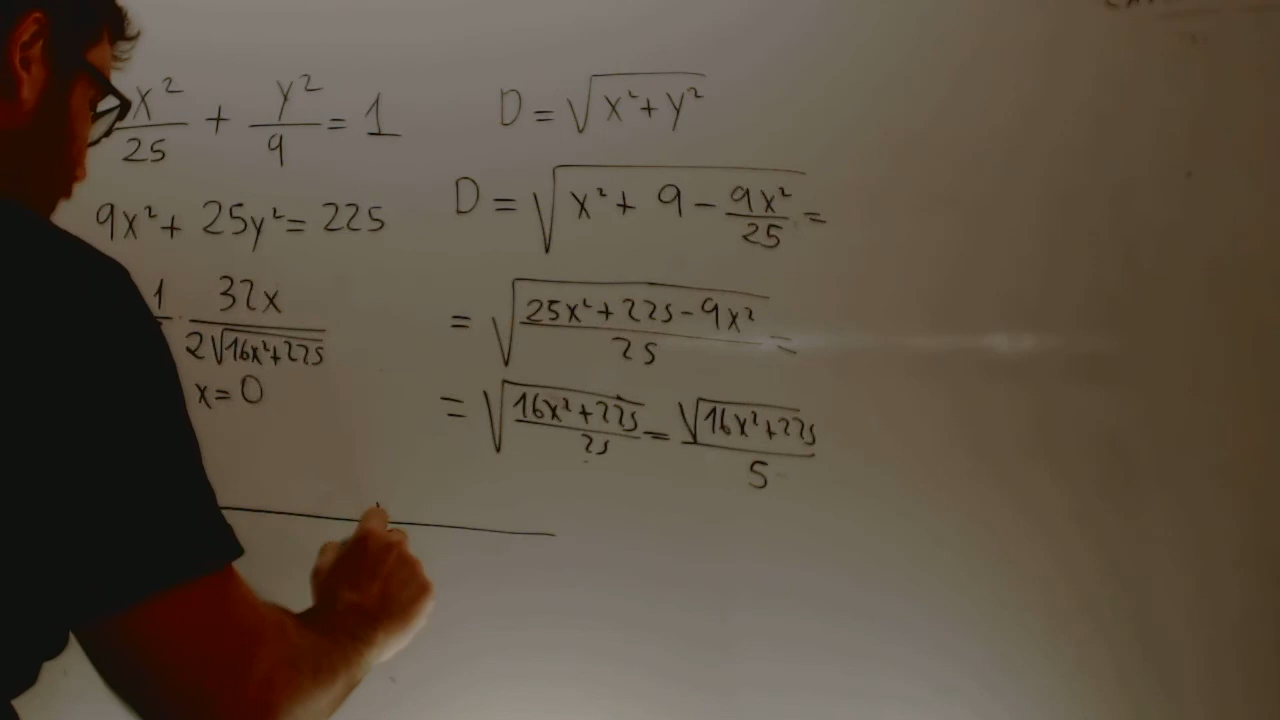 x²/25 + y²/9 = 1
9x² + 25y² = 225
1/ · 32x/(2√(16x²+225))
x = 0
D = √(x² + y²)
D = √(x² + 9 - 9x²/25) =
= √((25x² + 225 - 9x²)/25) =
= √((16x² + 225)/25) = √(16x² + 225)/5